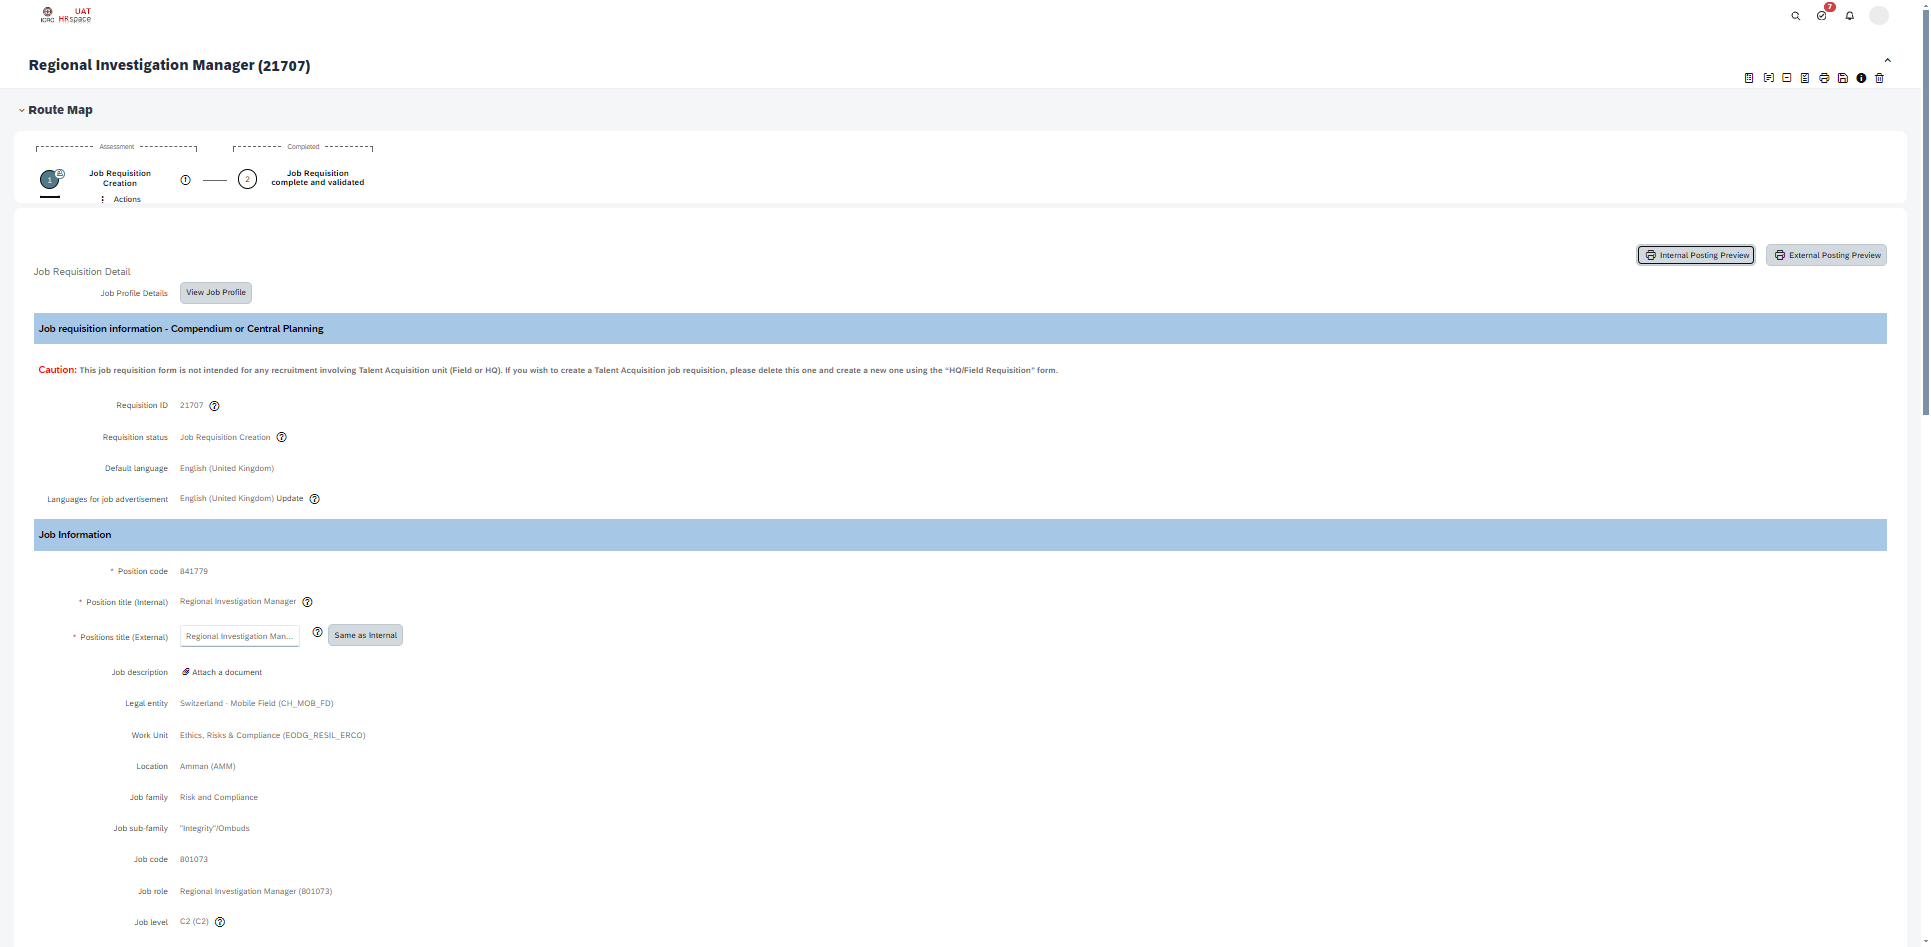 UAT
ICRC HRspace
7
Regional Investigation Manager (21707)
Route Map
Assessment
Completed
1
Job Requisition
Creation
2
Job Requisition
complete and validated
Actions
Internal Posting Preview
External Posting Preview
Job Requisition Detail
Job Profile Details View Job Profile
Job requisition information - Compendium or Central Planning
Caution: This job requisition form is not intended for any recruitment involving Talent Acquisition unit (Field or HQ). If you wish to create a Talent Acquisition job requisition, please delete this one and create a new one using the “HQ/Field Requisition” form.
Requisition ID 21707
Requisition status Job Requisition Creation
Default language English (United Kingdom)
Languages for job advertisement English (United Kingdom) Update
Job Information
* Position code 841779
* Position title (Internal) Regional Investigation Manager
* Positions title (External) Regional Investigation Man... Same as Internal
Job description Attach a document
Legal entity Switzerland - Mobile Field (CH_MOB_FD)
Work Unit Ethics, Risks & Compliance (EODG_RESIL_ERCO)
Location Amman (AMM)
Job family Risk and Compliance
Job sub-family "Integrity"/Ombuds
Job code 801073
Job role Regional Investigation Manager (801073)
Job level C2 (C2)